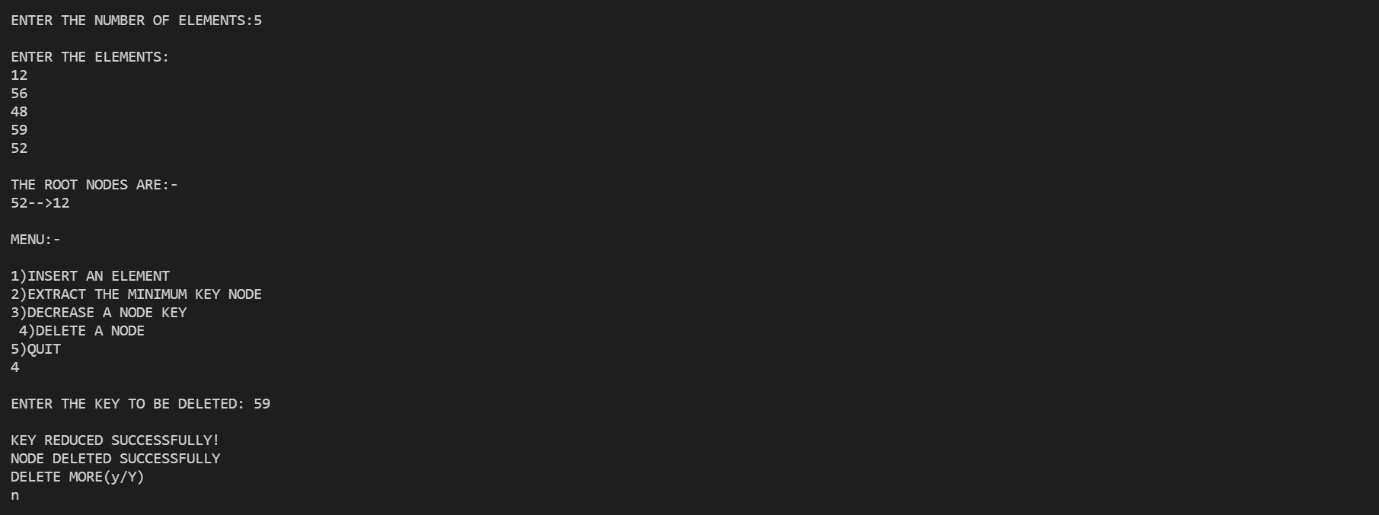 ENTER THE NUMBER OF ELEMENTS:5
ENTER THE ELEMENTS:
12
56
48
59
52
THE ROOT NODES ARE:-
52-->12
MENU:-
1)INSERT AN ELEMENT
2)EXTRACT THE MINIMUM KEY NODE
3)DECREASE A NODE KEY
4)DELETE A NODE
5)QUIT
4
ENTER THE KEY TO BE DELETED: 59
KEY REDUCED SUCCESSFULLY!
NODE DELETED SUCCESSFULLY
DELETE MORE(y/Y)
n